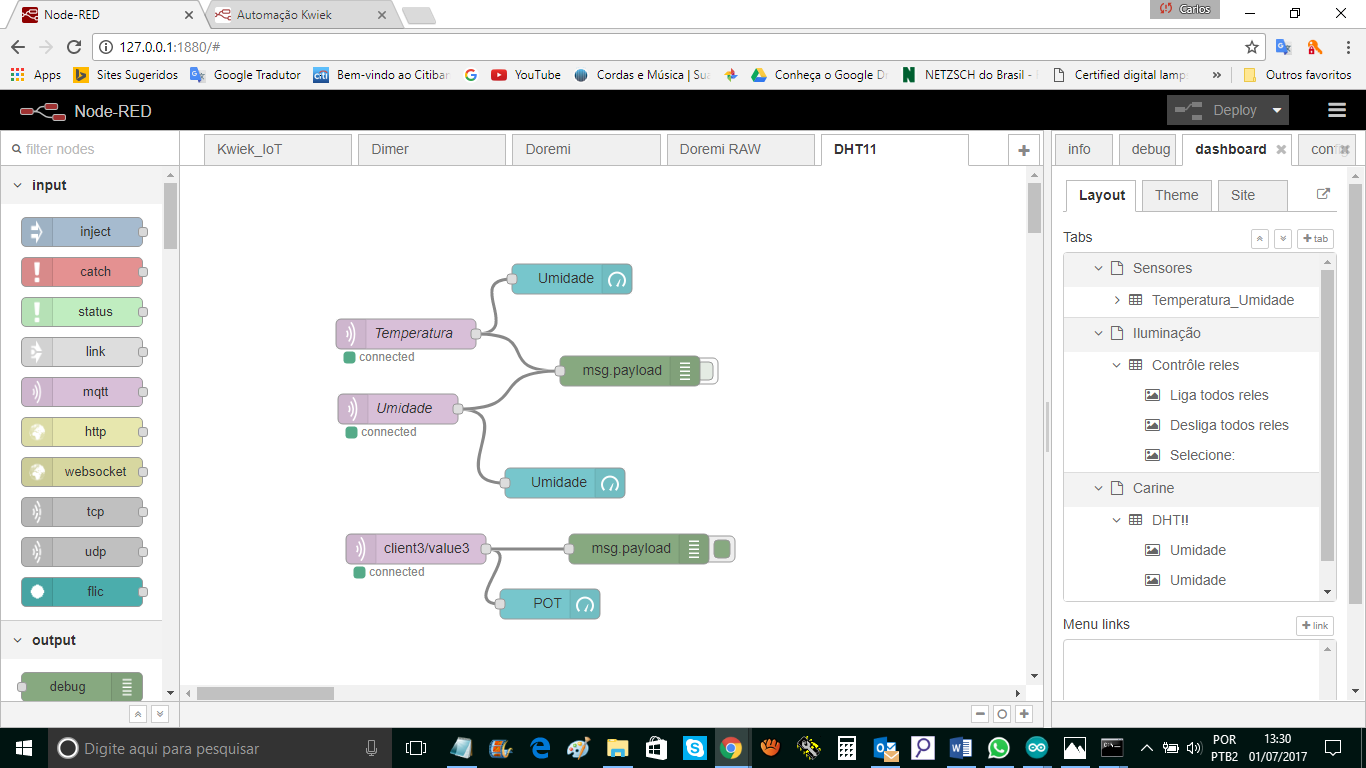 Node-RED
Automação Kwiek
Carlos
127.0.0.1:1880/#
Apps
Sites Sugeridos
Google Tradutor
Bem-vindo ao Citiban
YouTube
Cordas e Música | Sua
Conheça o Google D
NETZSCH do Brasil -
Certified digital lamp
»
Outros favoritos
Node-RED
Deploy
filter nodes
Kwiek_IoT
Dimer
Doremi
Doremi RAW
DHT11
info
debug
dashboard
conf
input
inject
catch
status
link
mqtt
http
websocket
tcp
udp
flic
output
debug
Umidade
Temperatura
connected
msg.payload
Umidade
connected
Umidade
client3/value3
connected
msg.payload
POT
Layout
Theme
Site
Tabs
+ tab
Sensores
Temperatura_Umidade
Iluminação
Contrôle reles
Liga todos reles
Desliga todos reles
Selecione:
Carine
DHT!!
Umidade
Umidade
Menu links
+ link
Digite aqui para pesquisar
POR
PTB2
13:30
01/07/2017